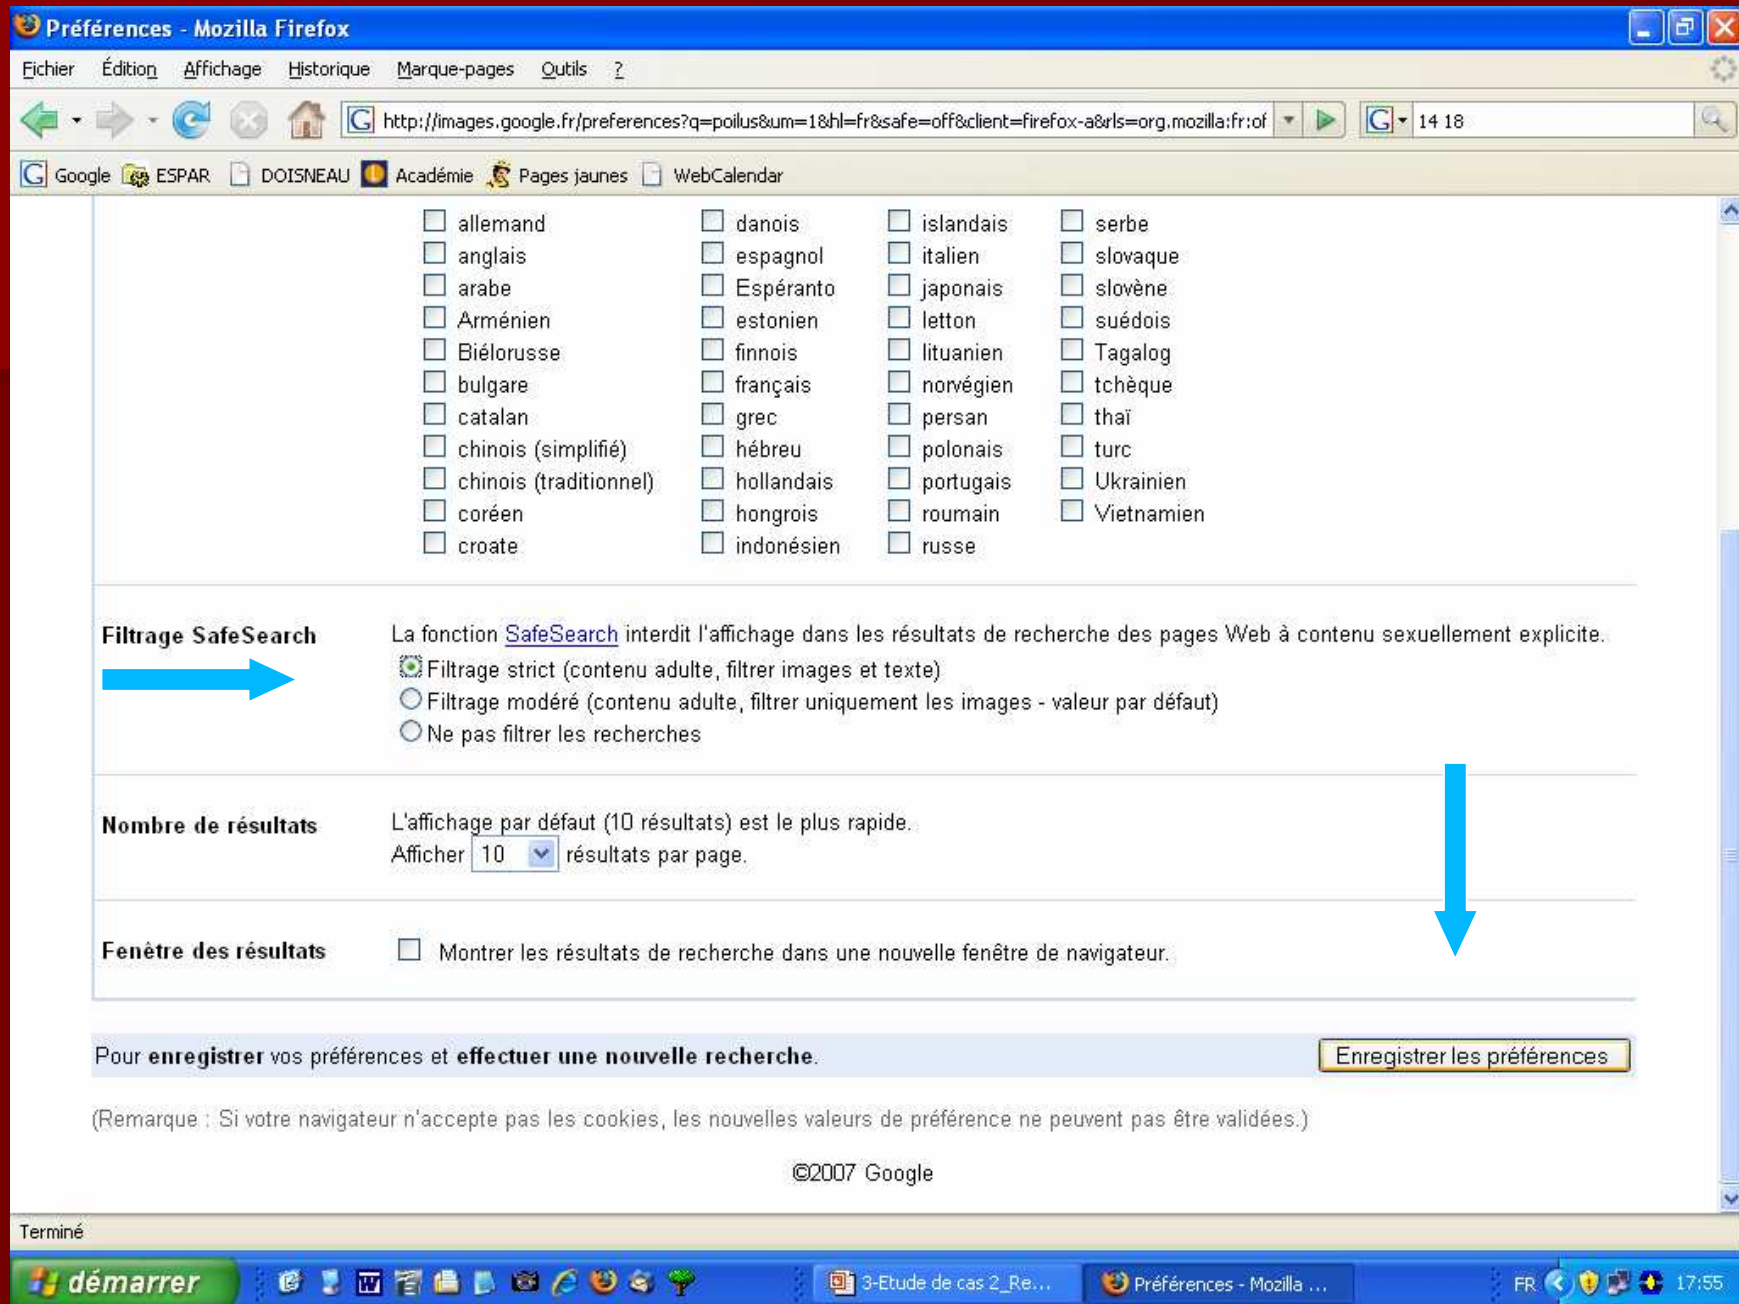 Préférences - Mozilla Firefox
Fichier Édition Affichage Historique Marque-pages Outils ?
http://images.google.fr/preferences?q=poilus&um=1&hl=fr&safe=off&client=firefox-a&rls=org.mozilla:fr:of 14 18
Google ESPAR DOISNEAU Académie Pages jaunes WebCalendar
allemand danois islandais serbe
anglais espagnol italien slovaque
arabe Espéranto japonais slovène
Arménien estonien letton suédois
Biélorusse finnois lituanien Tagalog
bulgare français norvégien tchèque
catalan grec persan thaï
chinois (simplifié) hébreu polonais turc
chinois (traditionnel) hollandais portugais Ukrainien
coréen hongrois roumain Vietnamien
croate indonésien russe
Filtrage SafeSearch La fonction SafeSearch interdit l'affichage dans les résultats de recherche des pages Web à contenu sexuellement explicite.
Filtrage strict (contenu adulte, filtrer images et texte)
Filtrage modéré (contenu adulte, filtrer uniquement les images - valeur par défaut)
Ne pas filtrer les recherches
Nombre de résultats L'affichage par défaut (10 résultats) est le plus rapide.
Afficher 10 résultats par page.
Fenêtre des résultats Montrer les résultats de recherche dans une nouvelle fenêtre de navigateur.
Pour enregistrer vos préférences et effectuer une nouvelle recherche. Enregistrer les préférences
(Remarque : Si votre navigateur n'accepte pas les cookies, les nouvelles valeurs de préférence ne peuvent pas être validées.)
©2007 Google
Terminé
démarrer 3-Etude de cas 2_Re... Préférences - Mozilla ... FR 17:55